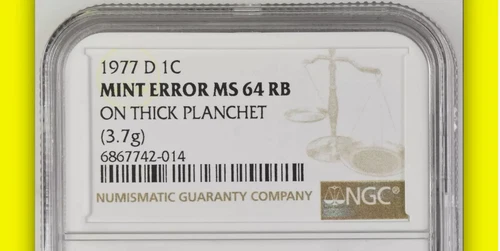 1977 D 1C
MINT ERROR MS 64 RB
ON THICK PLANCHET
(3.7g)
6867742-014
NUMISMATIC GUARANTY COMPANY
NGC®